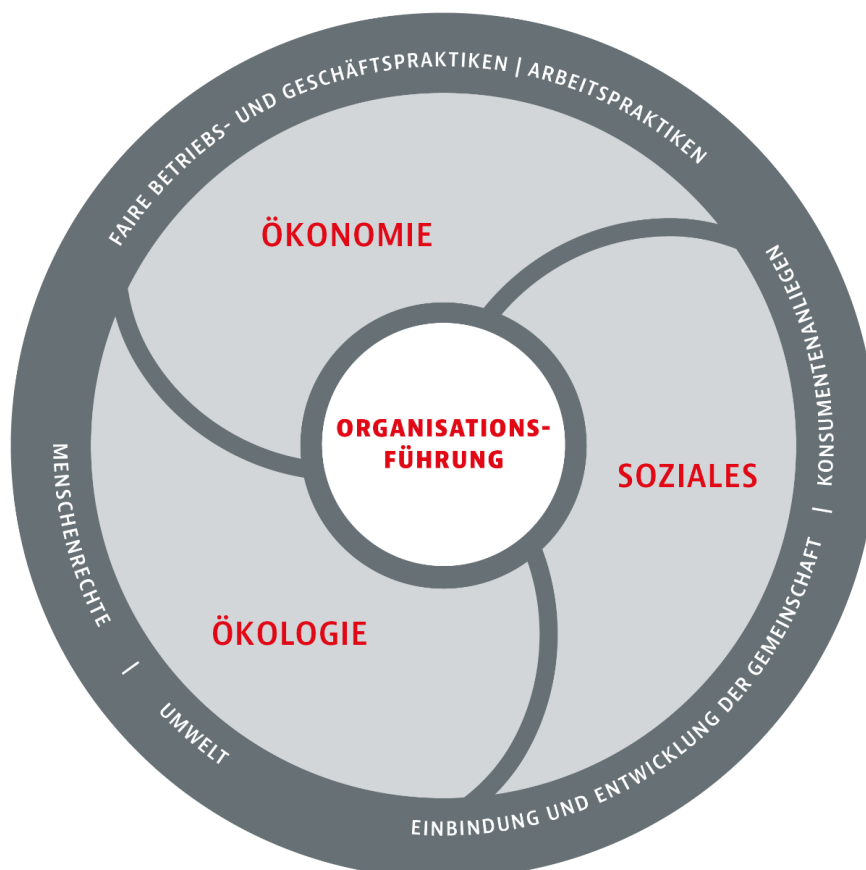 FAIRE BETRIEBS- UND GESCHÄFTSPRAKTIKEN | ARBEITSPRAKTIKEN
KONSUMENTENANLIEGEN
|
EINBINDUNG UND ENTWICKLUNG DER GEMEINSCHAFT
MENSCHENRECHTE
|
UMWELT
ÖKONOMIE
ORGANISATIONS-
FÜHRUNG
SOZIALES
ÖKOLOGIE